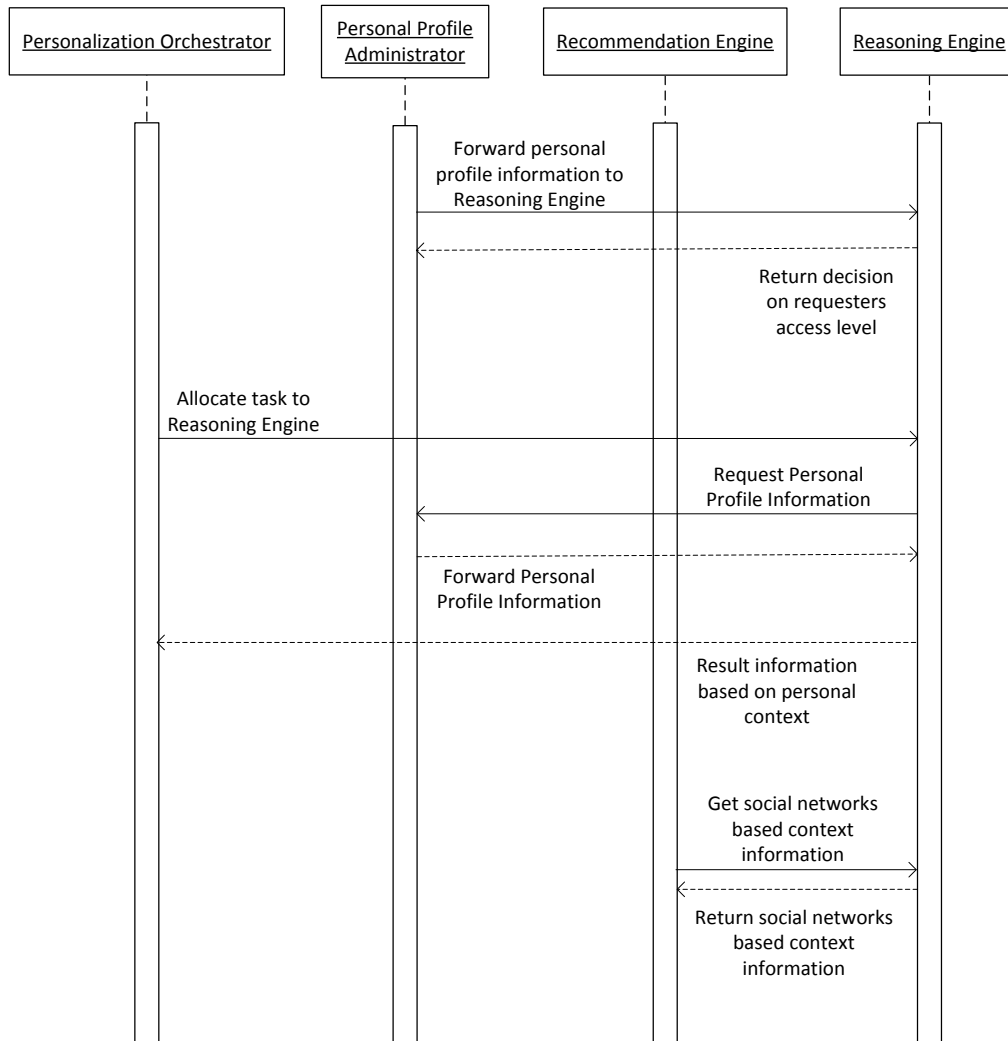 Personalization Orchestrator
Personal Profile
Administrator
Recommendation Engine
Reasoning Engine
Forward personal
profile information to
Reasoning Engine
Return decision
on requesters
access level
Allocate task to
Reasoning Engine
Request Personal
Profile Information
Forward Personal
Profile Information
Result information
based on personal
context
Get social networks
based context
information
Return social networks
based context
information